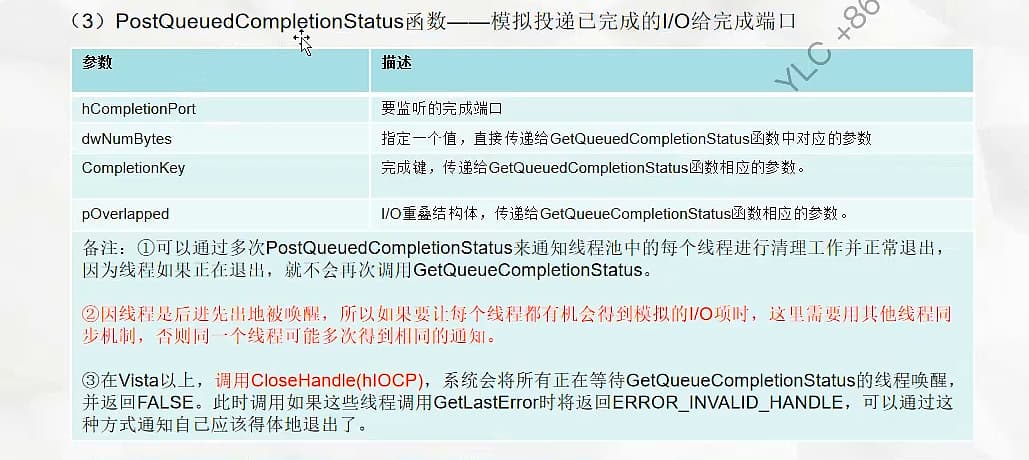 （3）PostQueuedCompletionStatus函数——模拟投递已完成的I/O给完成端口
YLC +86
参数 描述
hCompletionPort 要监听的完成端口
dwNumBytes 指定一个值，直接传递给GetQueuedCompletionStatus函数中对应的参数
CompletionKey 完成键，传递给GetQueuedCompletionStatus函数相应的参数。
pOverlapped I/O重叠结构体，传递给GetQueueCompletionStatus函数相应的参数。
备注：①可以通过多次PostQueuedCompletionStatus来通知线程池中的每个线程进行清理工作并正常退出，
因为线程如果正在退出，就不会再次调用GetQueueCompletionStatus。
②因线程是后进先出地被唤醒，所以如果要让每个线程都有机会得到模拟的I/O项时，这里需要用其他线程同
步机制，否则同一个线程可能多次得到相同的通知。
③在Vista以上，调用CloseHandle(hIOCP)，系统会将所有正在等待GetQueueCompletionStatus的线程唤醒，
并返回FALSE。此时调用如果这些线程调用GetLastError时将返回ERROR_INVALID_HANDLE，可以通过这
种方式通知自己应该得体地退出了。